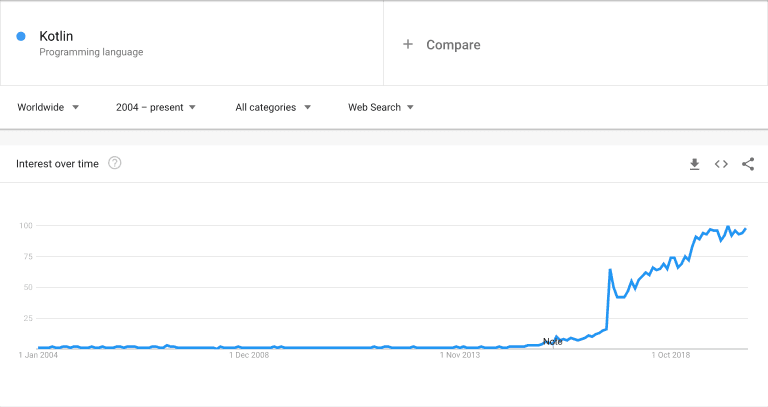 Kotlin
Programming language
+ Compare
Worldwide
2004 – present
All categories
Web Search
Interest over time ?
100
75
50
25
Note
1 Jan 2004 1 Dec 2008 1 Nov 2013 1 Oct 2018